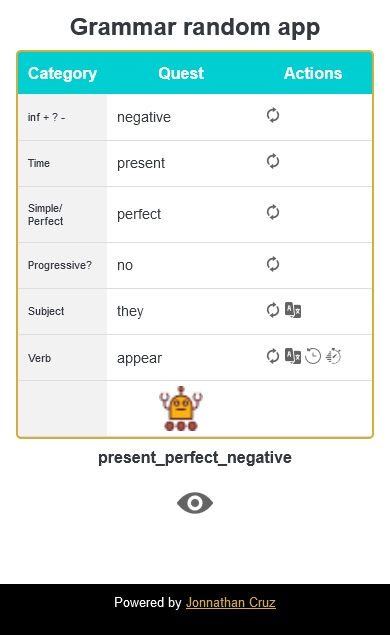 Grammar random app
Category Quest Actions
inf + ? - negative
Time present
Simple/
Perfect perfect
Progressive? no
Subject they
Verb appear
present_perfect_negative
Powered by Jonnathan Cruz